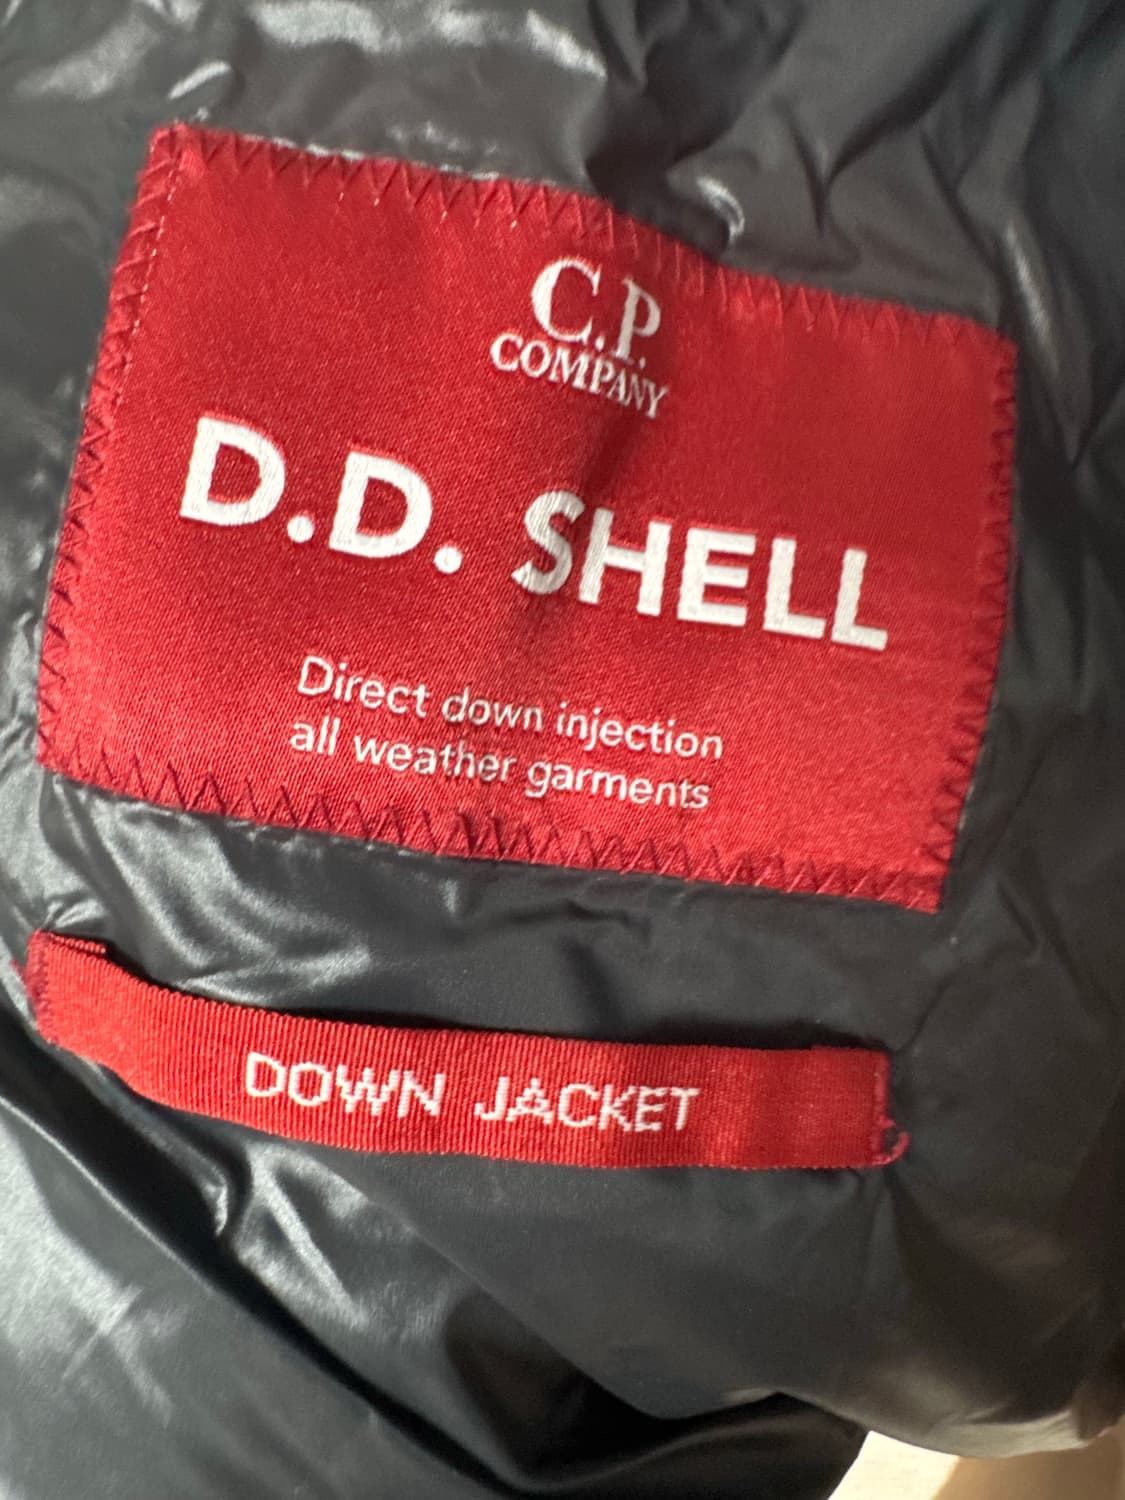 C.P.
COMPANY
D.D. SHELL
Direct down injection
all weather garments
DOWN JACKET